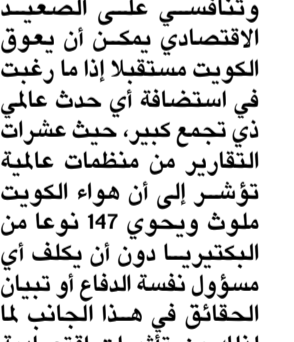 وتنافسي على الصعيد
الاقتصادي يمكن أن يعوق
الكويت مستقبلا إذا ما رغبت
في استضافة أي حدث عالمي
ذي تجمع كبير، حيث عشرات
التقارير من منظمات عالمية
تؤشر إلى أن هواء الكويت
ملوث ويحوي 147 نوعا من
البكتيريا دون أن يكلف أي
مسؤول نفسة الدفاع أو تبيان
الحقائق في هذا الجانب لما